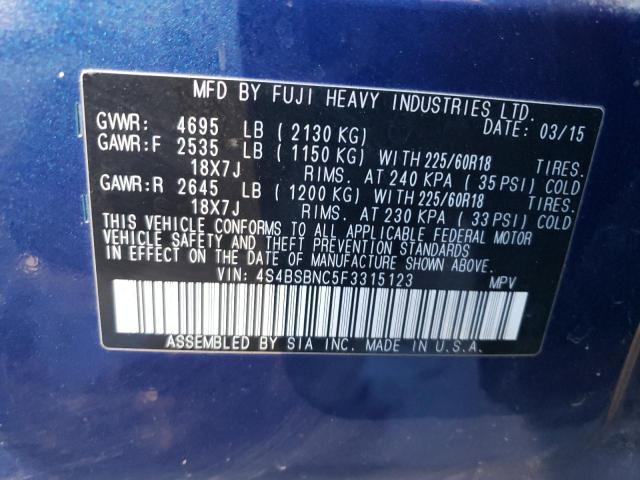 MFD BY FUJI HEAVY INDUSTRIES LTD.
GVWR: 4695 LB (2130 KG) DATE: 03/15
GAWR:F 2535 LB (1150 KG) WITH 225/60R18 TIRES.
18X7J RIMS. AT 240 KPA (35 PSI) COLD
GAWR:R 2645 LB (1200 KG) WITH 225/60R18 TIRES.
18X7J RIMS. AT 230 KPA (33 PSI) COLD
THIS VEHICLE CONFORMS TO ALL APPLICABLE FEDERAL MOTOR
VEHICLE SAFETY AND THEFT PREVENTION STANDARDS
IN EFFECT ON THE DATE OF MANUFACTURE SHOWN ABOVE.
VIN: 4S4BSBNC5F3315123 MPV
ASSEMBLED BY SIA INC. MADE IN U.S.A.